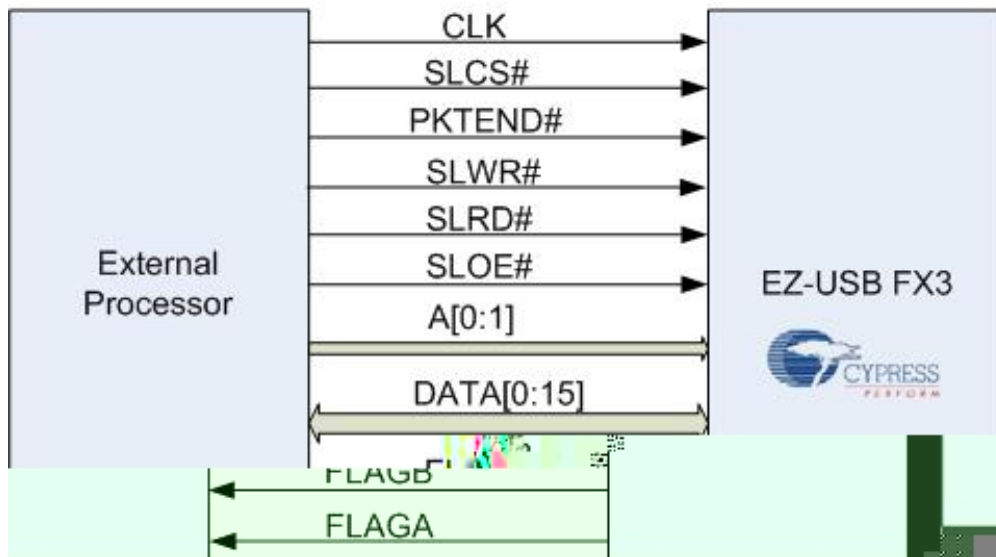 CLK
SLCS#
PKTEND#
SLWR#
SLRD#
SLOE#
External
Processor
A[0:1]
EZ-USB FX3
CYPRESS
PERFORM
DATA[0:15]
FLAGB
FLAGA